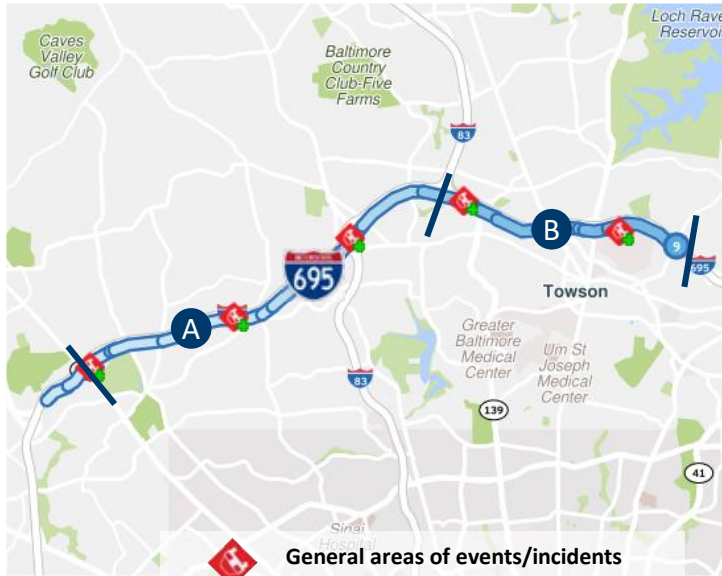 Loch Rave
Reservoi
Caves
Valley
Golf Club
Baltimore
Country
Club-Five
Farms
83
B
9
695
695
Towson
A
Greater
Baltimore
Medical
Center
Um St
Joseph
Medical
Center
83
139
41
Sinai
Hospital
General areas of events/incidents